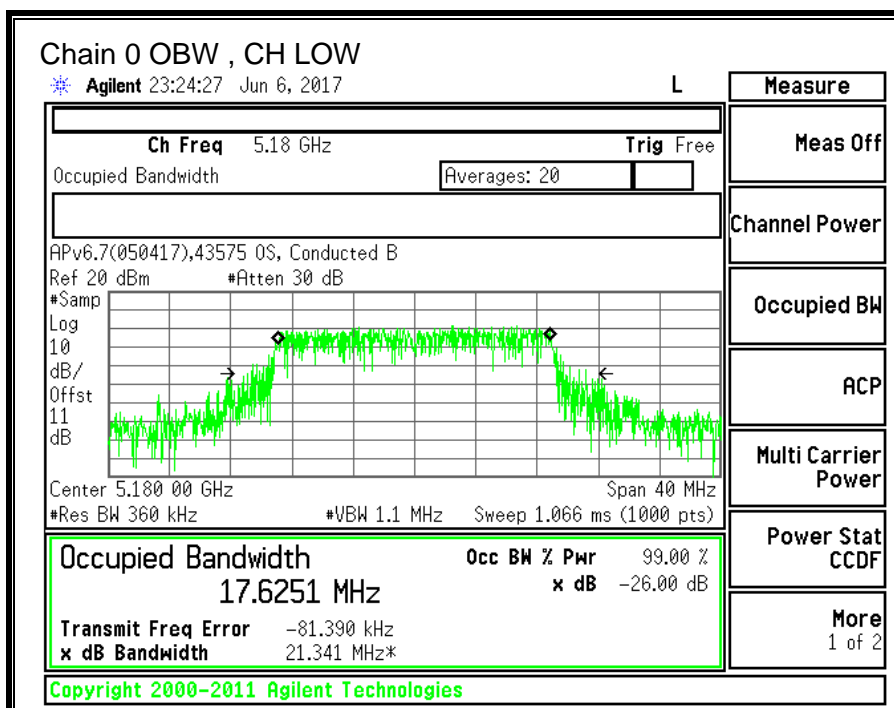 Chain 0 OBW , CH LOW
Agilent 23:24:27 Jun 6, 2017 L
Measure
Ch Freq 5.18 GHz Trig Free
Meas Off
Occupied Bandwidth Averages: 20
Channel Power
APv6.7(050417),43575 OS, Conducted B
Ref 20 dBm #Atten 30 dB
#Samp
Log
10
dB/
Offst
11
dB
Occupied BW
ACP
Multi Carrier
Power
Center 5.180 00 GHz Span 40 MHz
#Res BW 360 kHz #VBW 1.1 MHz Sweep 1.066 ms (1000 pts)
Power Stat
CCDF
Occupied Bandwidth Occ BW % Pwr 99.00 %
17.6251 MHz x dB -26.00 dB
Transmit Freq Error -81.390 kHz
x dB Bandwidth 21.341 MHz*
More
1 of 2
Copyright 2000-2011 Agilent Technologies